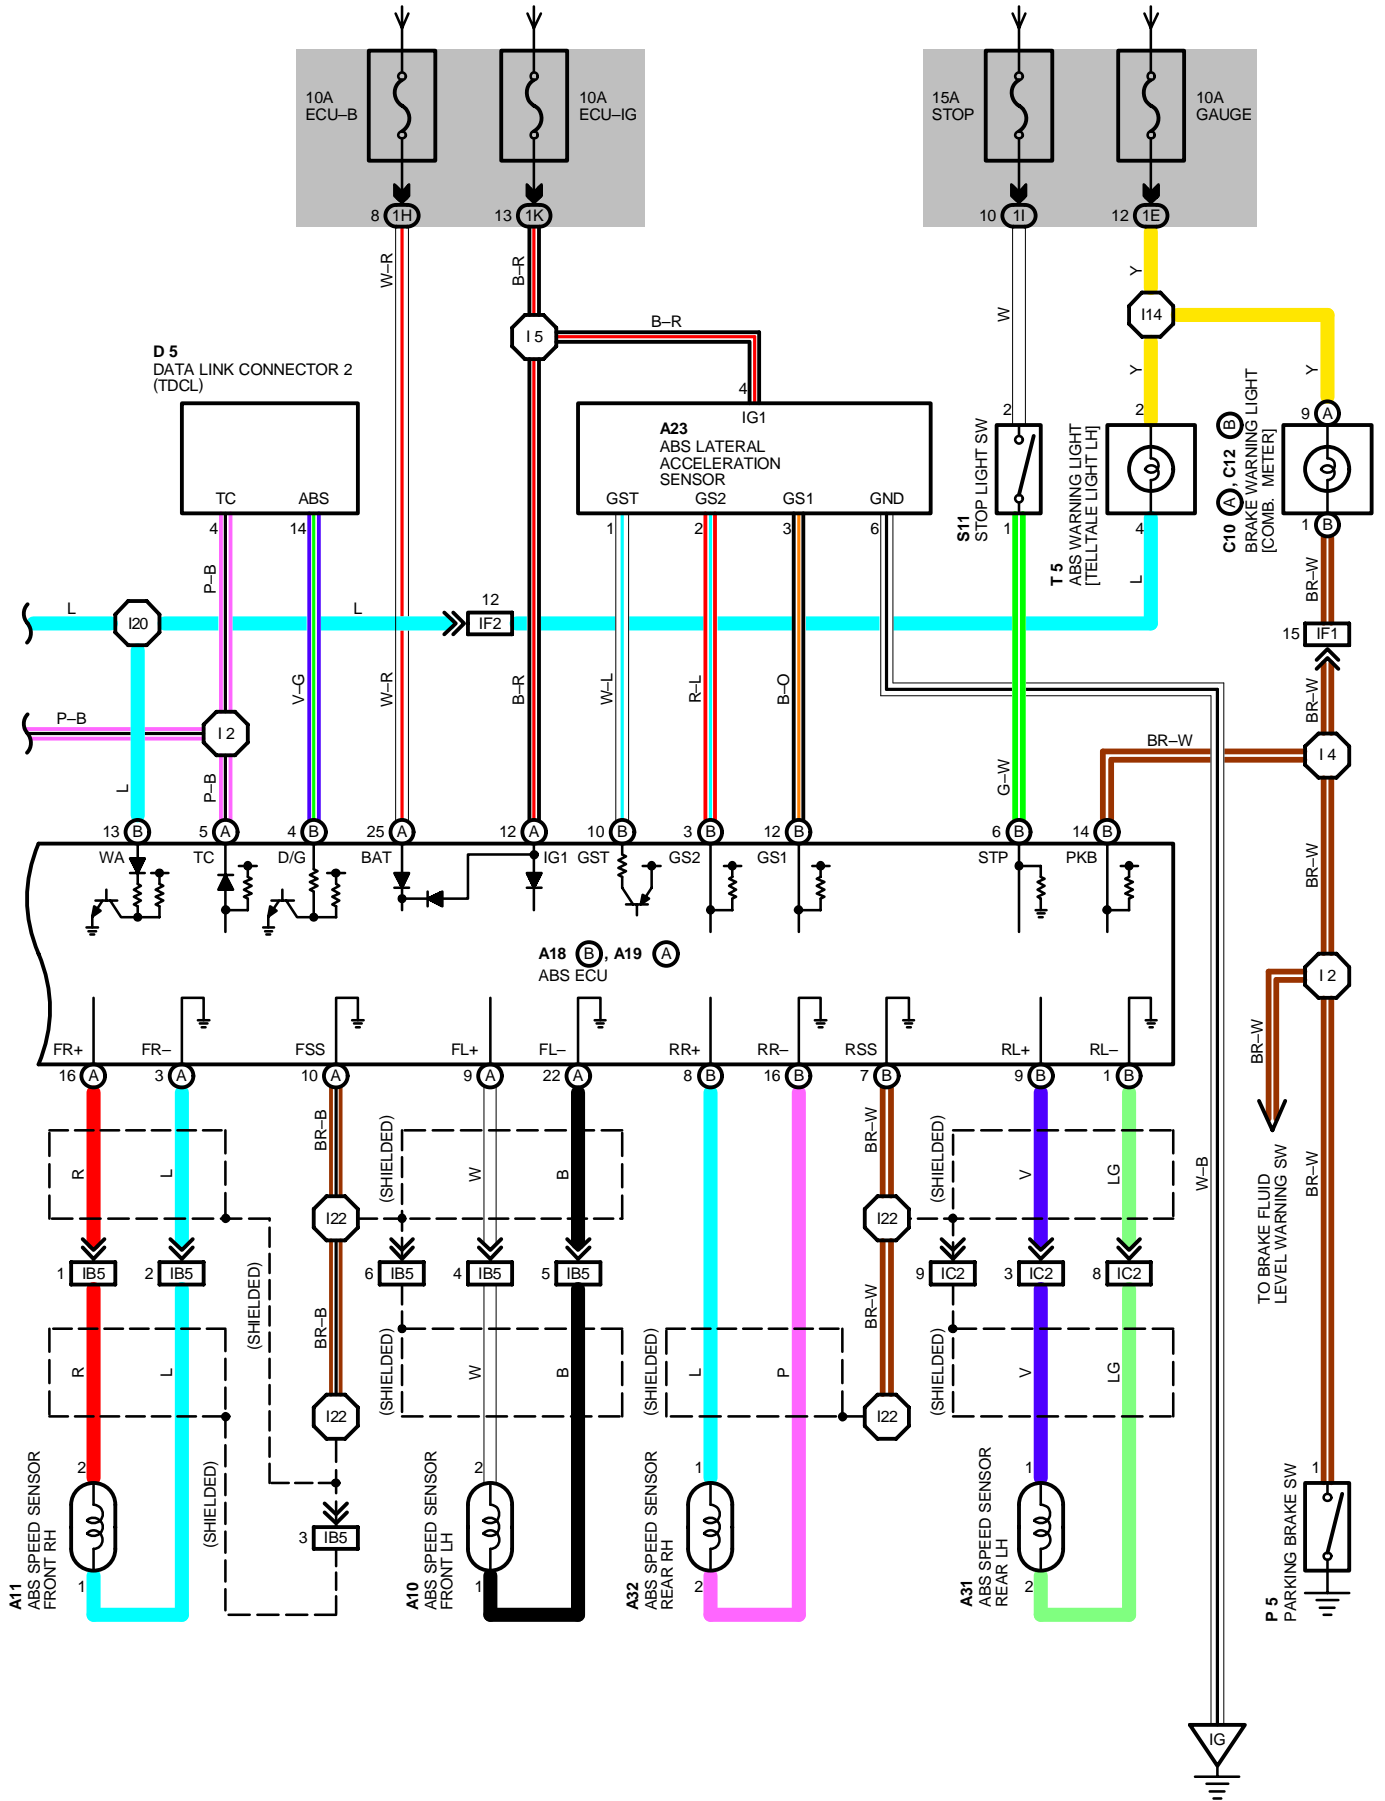 10A
ECU–B
10A
ECU–IG
15A
STOP
10A
GAUGE
8 1H
13 1K
10 1I
12 1E
W–R
B–R
W
Y
I 5
B–R
I14
D 5
DATA LINK CONNECTOR 2
(TDCL)
4
IG1
A23
ABS LATERAL
ACCELERATION
SENSOR
2
Y
2
Y
9 A
TC
ABS
GST
GS2
GS1
GND
4
14
1
2
3
6
S11
STOP LIGHT SW
1
T 5
ABS WARNING LIGHT
[TELLTALE LIGHT LH]
4
C10 A, C12 B
BRAKE WARNING LIGHT
[COMB. METER]
1 B
P–B
L
BR–W
L
I20
L
12
IF2
15 IF1
V–G
W–R
B–R
W–L
R–L
B–O
BR–W
P–B
I 2
BR–W
I 4
L
P–B
G–W
13 B
5 A
4 B
25 A
12 A
10 B
3 B
12 B
6 B
14 B
WA
TC
D/G
BAT
IG1
GST
GS2
GS1
STP
PKB
BR–W
A18 B, A19 A
ABS ECU
I 2
FR+
FR–
FSS
FL+
FL–
RR+
RR–
RSS
RL+
RL–
BR–W
16 A
3 A
10 A
9 A
22 A
8 B
16 B
7 B
9 B
1 B
R
L
BR–B
(SHIELDED)
W
B
BR–W
(SHIELDED)
V
LG
W–B
TO BRAKE FLUID
LEVEL WARNING SW
BR–W
I22
I22
1 IB5
2 IB5
6 IB5
4 IB5
5 IB5
9 IC2
3 IC2
8 IC2
R
L
(SHIELDED)
BR–B
(SHIELDED)
W
B
(SHIELDED)
L
P
BR–W
(SHIELDED)
V
LG
I22
I22
2
(SHIELDED)
2
1
1
1
3 IB5
A11
ABS SPEED SENSOR
FRONT RH
1
A10
ABS SPEED SENSOR
FRONT LH
1
A32
ABS SPEED SENSOR
REAR RH
2
A31
ABS SPEED SENSOR
REAR LH
2
P 5
PARKING BRAKE SW
IG